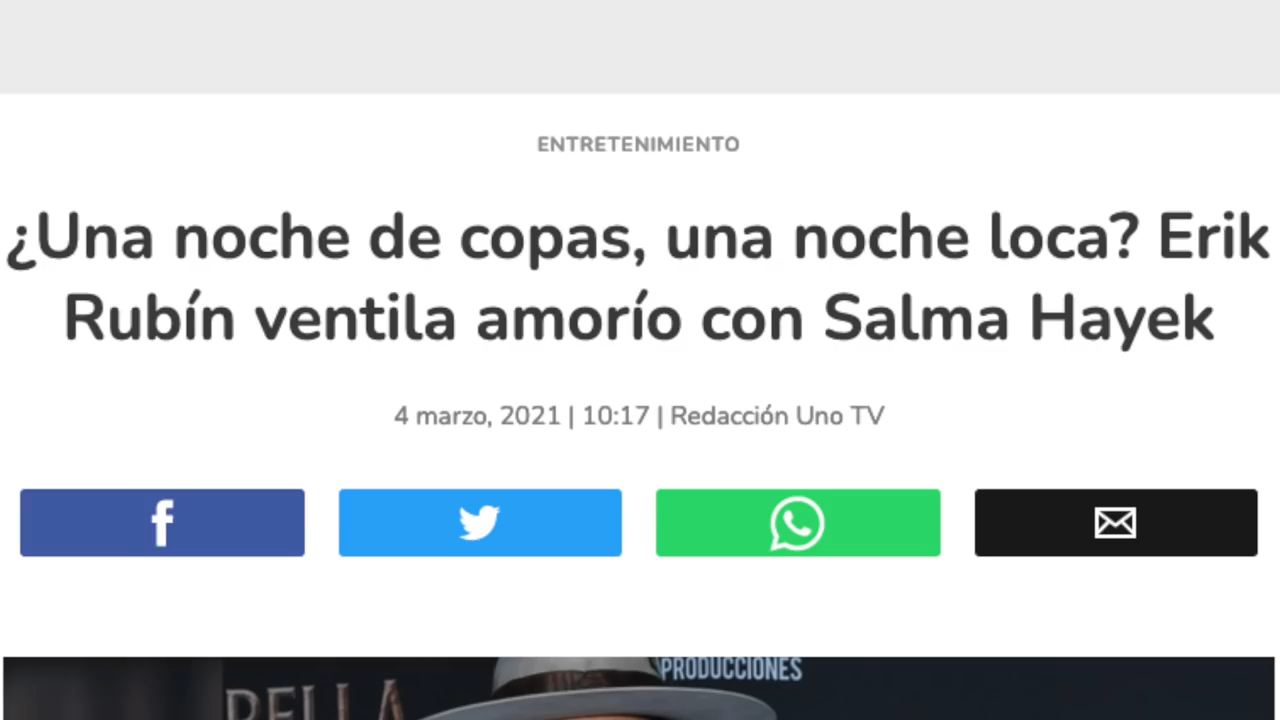 ENTRETENIMIENTO
¿Una noche de copas, una noche loca? Erik
Rubín ventila amorío con Salma Hayek
4 marzo, 2021 | 10:17 | Redacción Uno TV
PRODUCCIONES